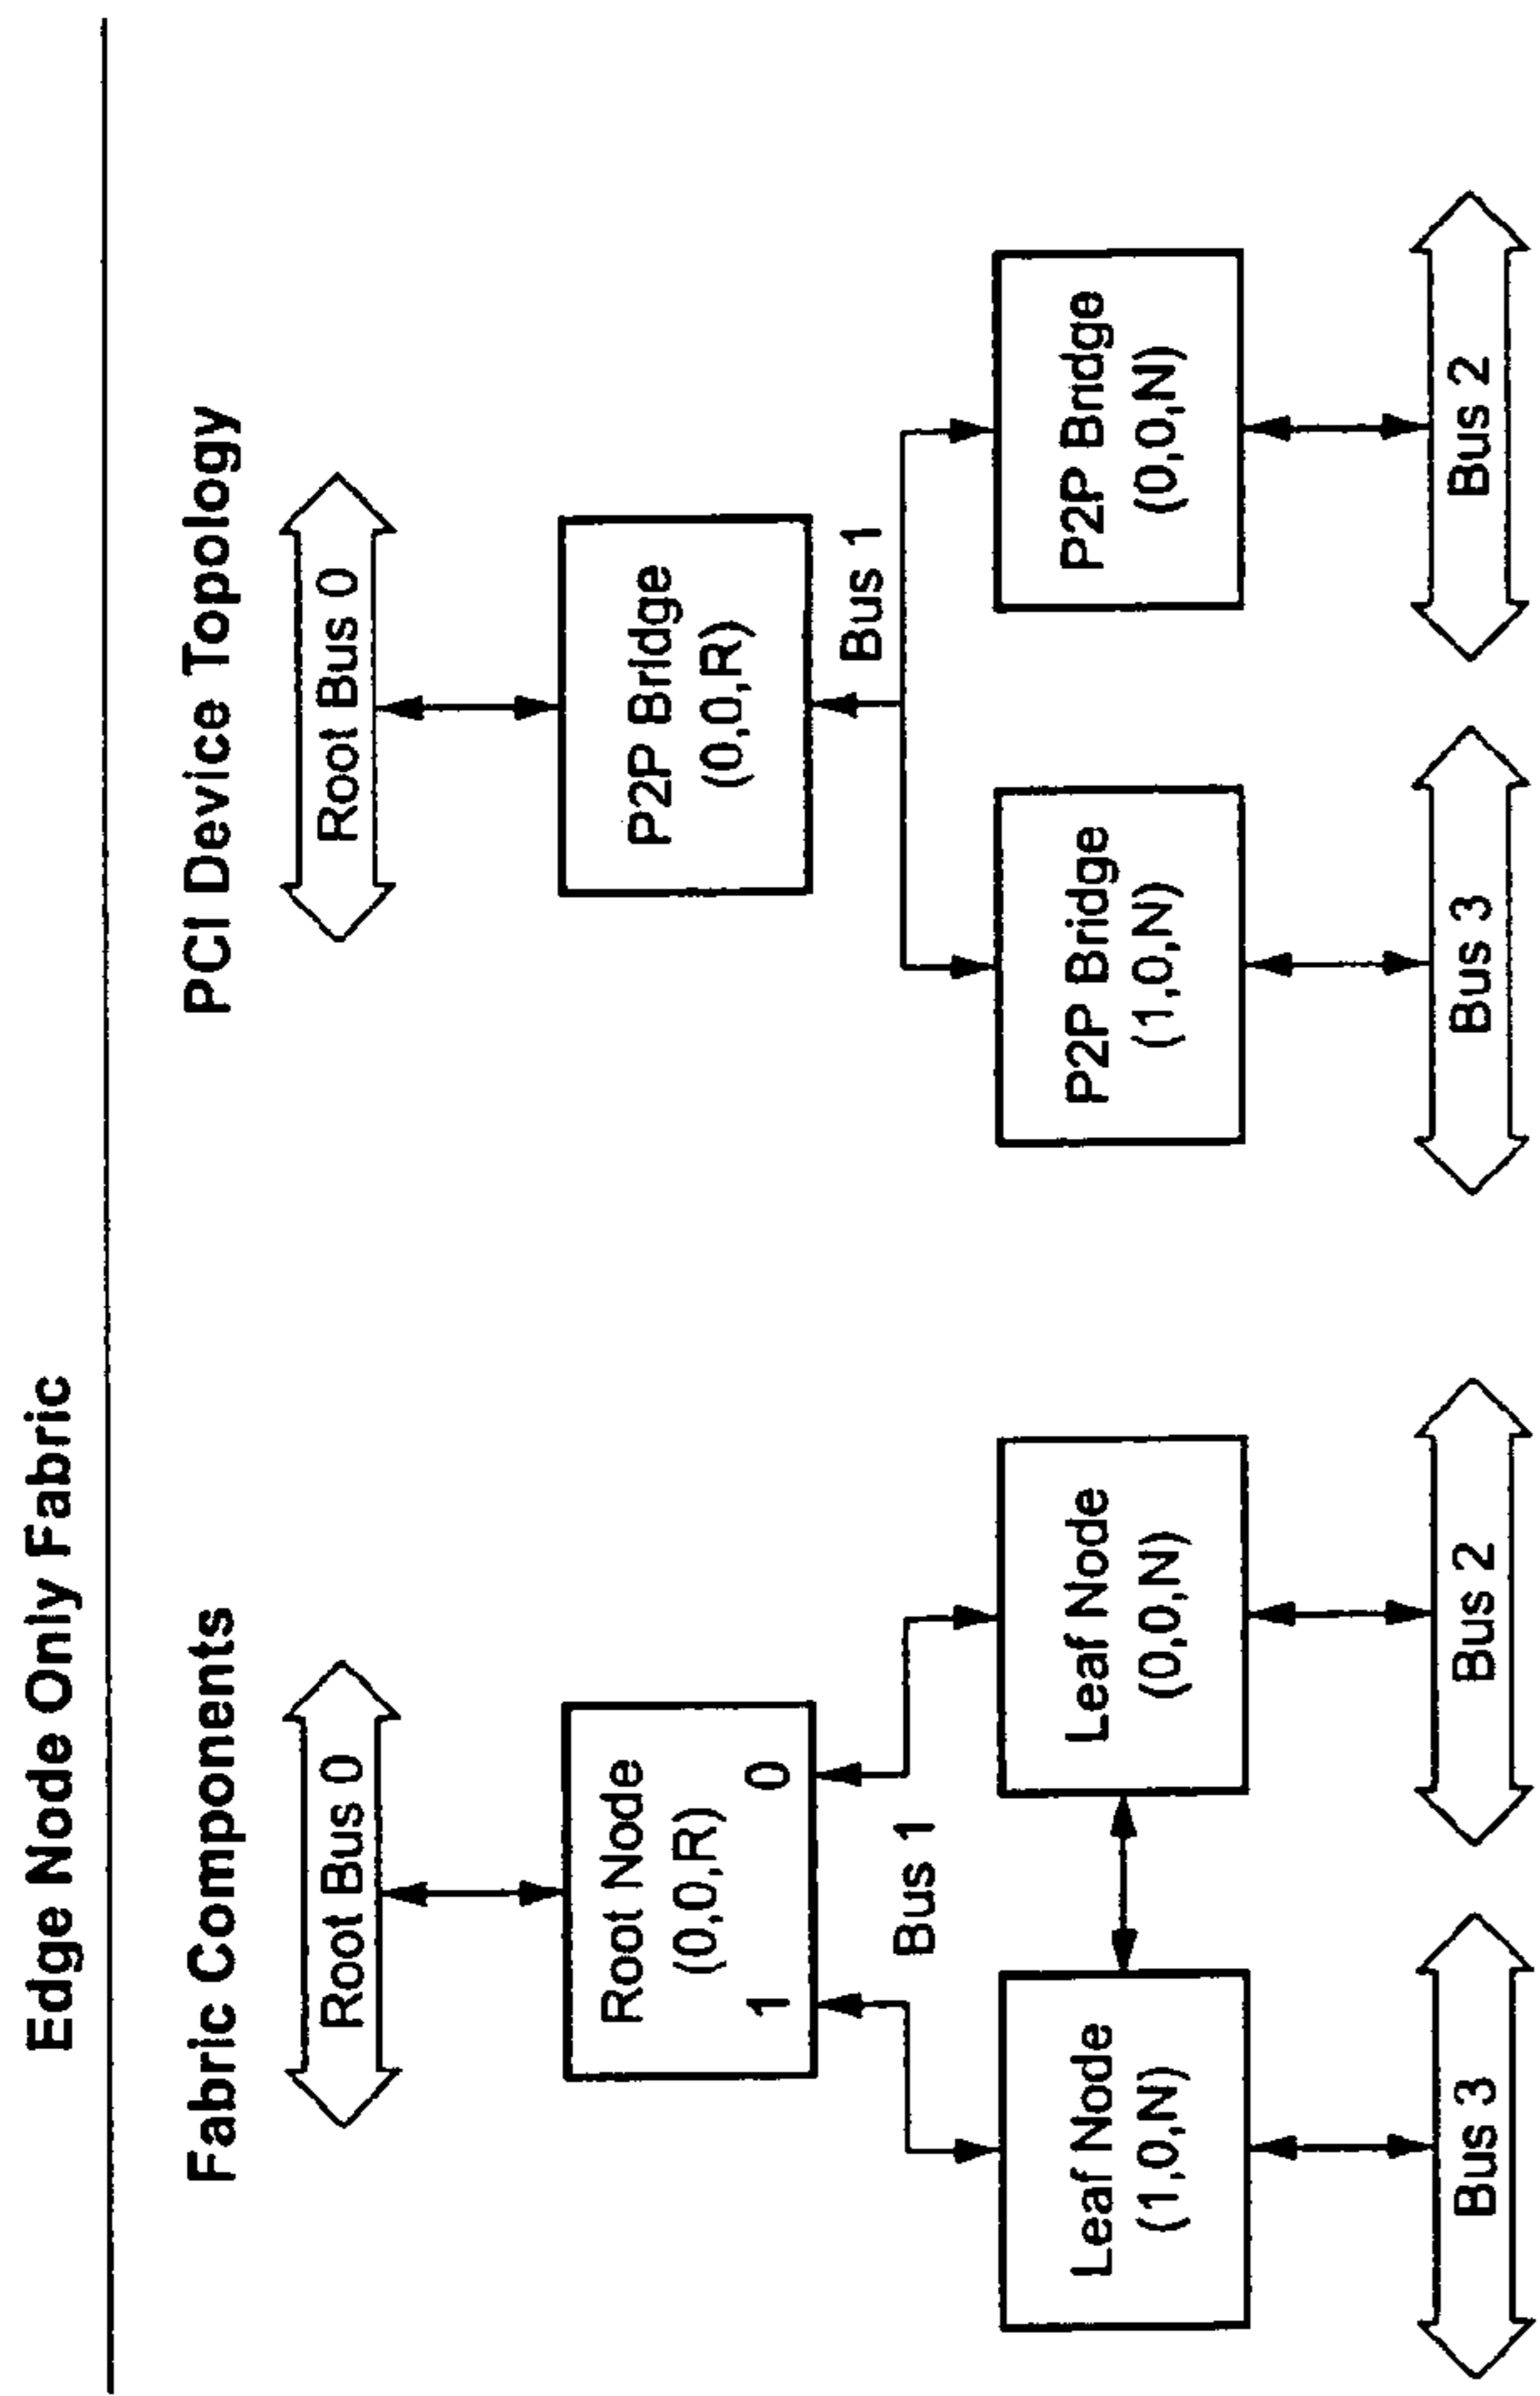 Edge Node Only Fabric
Fabric Components
Root Bus 0
Root Node
(0,0,R)
1 0
Bus 1
Leaf Node
(1,0,N)
Leaf Node
(0,0,N)
Bus 3
Bus 2
PCI Device Topology
Root Bus 0
P2P Bridge
(0,0,R)
Bus 1
P2P Bridge
(1,0,N)
P2P Bridge
(0,0,N)
Bus 3
Bus 2